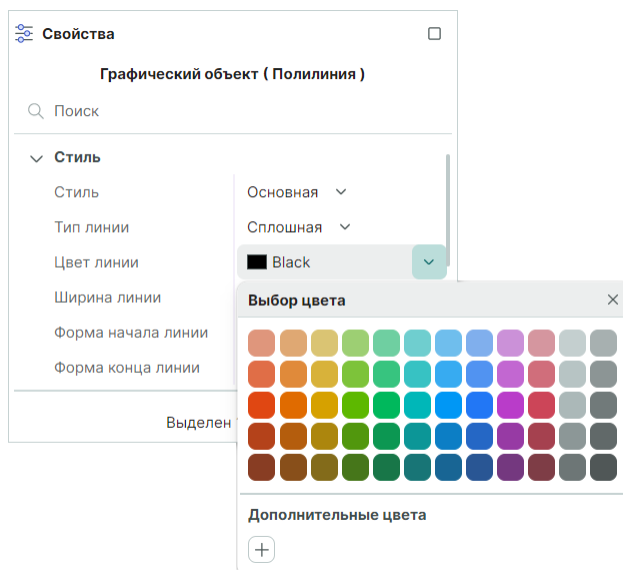 Свойства
Графический объект ( Полилиния )
Поиск
Стиль
Стиль Основная
Тип линии Сплошная
Цвет линии Black
Ширина линии
Выбор цвета
Форма начала линии
Форма конца линии
Выделен
Дополнительные цвета